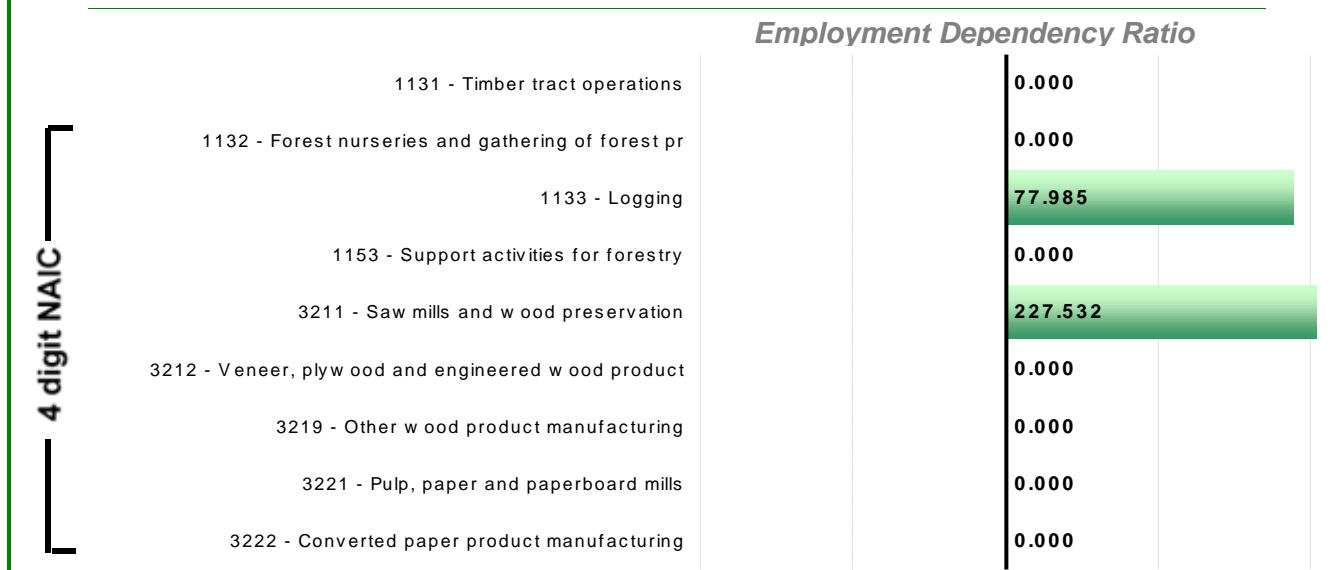 Employment Dependency Ratio
1131 - Timber tract operations 0.000
1132 - Forest nurseries and gathering of forest pr 0.000
1133 - Logging 77.985
1153 - Support activities for forestry 0.000
3211 - Saw mills and wood preservation 227.532
3212 - Veneer, plywood and engineered wood product 0.000
3219 - Other wood product manufacturing 0.000
3221 - Pulp, paper and paperboard mills 0.000
3222 - Converted paper product manufacturing 0.000
4 digit NAIC